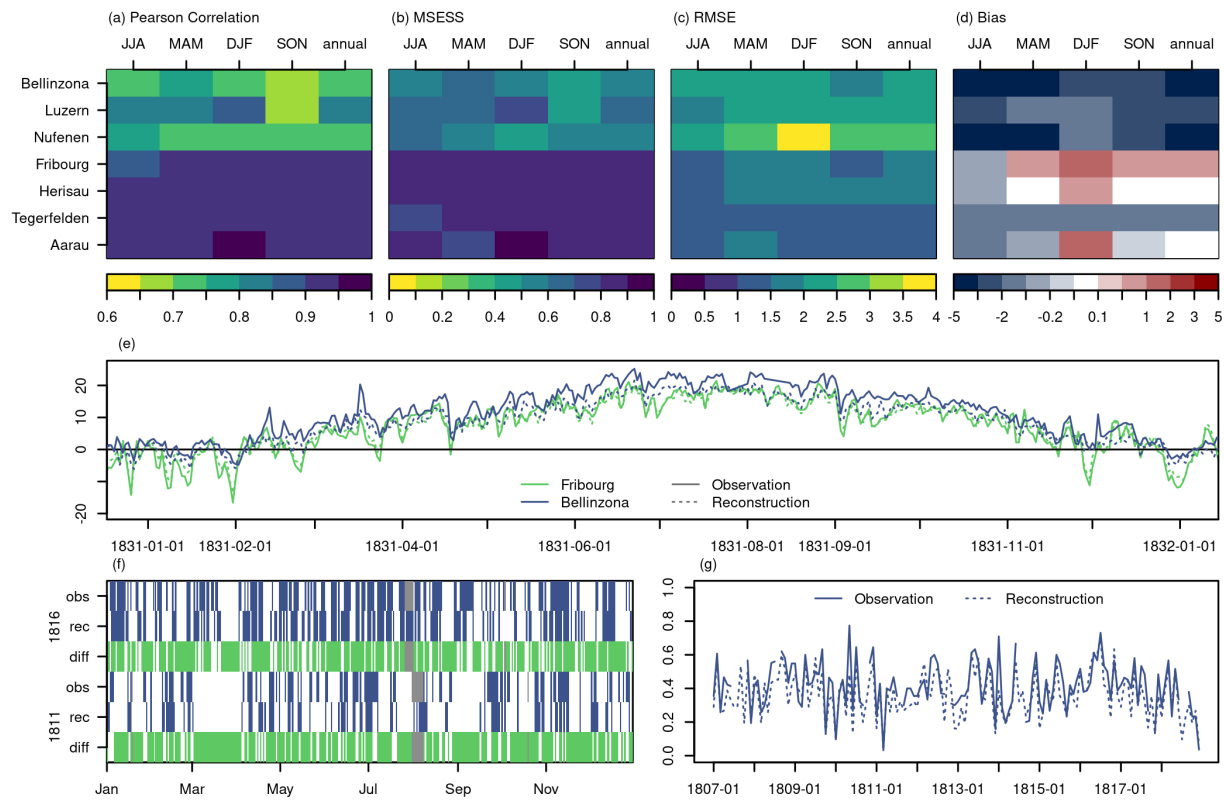 (a) Pearson Correlation (b) MSESS (c) RMSE (d) Bias
JJA MAM DJF SON annual JJA MAM DJF SON annual JJA MAM DJF SON annual JJA MAM DJF SON annual
Bellinzona
Luzern
Nufenen
Fribourg
Herisau
Tegerfelden
Aarau
0.6 0.7 0.8 0.9 1 0 0.2 0.4 0.6 0.8 1 0 0.5 1 1.5 2 2.5 3 3.5 4 -5 -2 -0.2 0.1 1 2 3 5
(e)
20
10
0
-20
Fribourg Observation
Bellinzona Reconstruction
1831-01-01 1831-02-01 1831-04-01 1831-06-01 1831-08-01 1831-09-01 1831-11-01 1832-01-01
(f)
1816
obs
rec
diff
1811
obs
rec
diff
Jan Mar May Jul Sep Nov
(g)
Observation Reconstruction
1.0
0.8
0.6
0.4
0.2
0.0
1807-01 1809-01 1811-01 1813-01 1815-01 1817-01